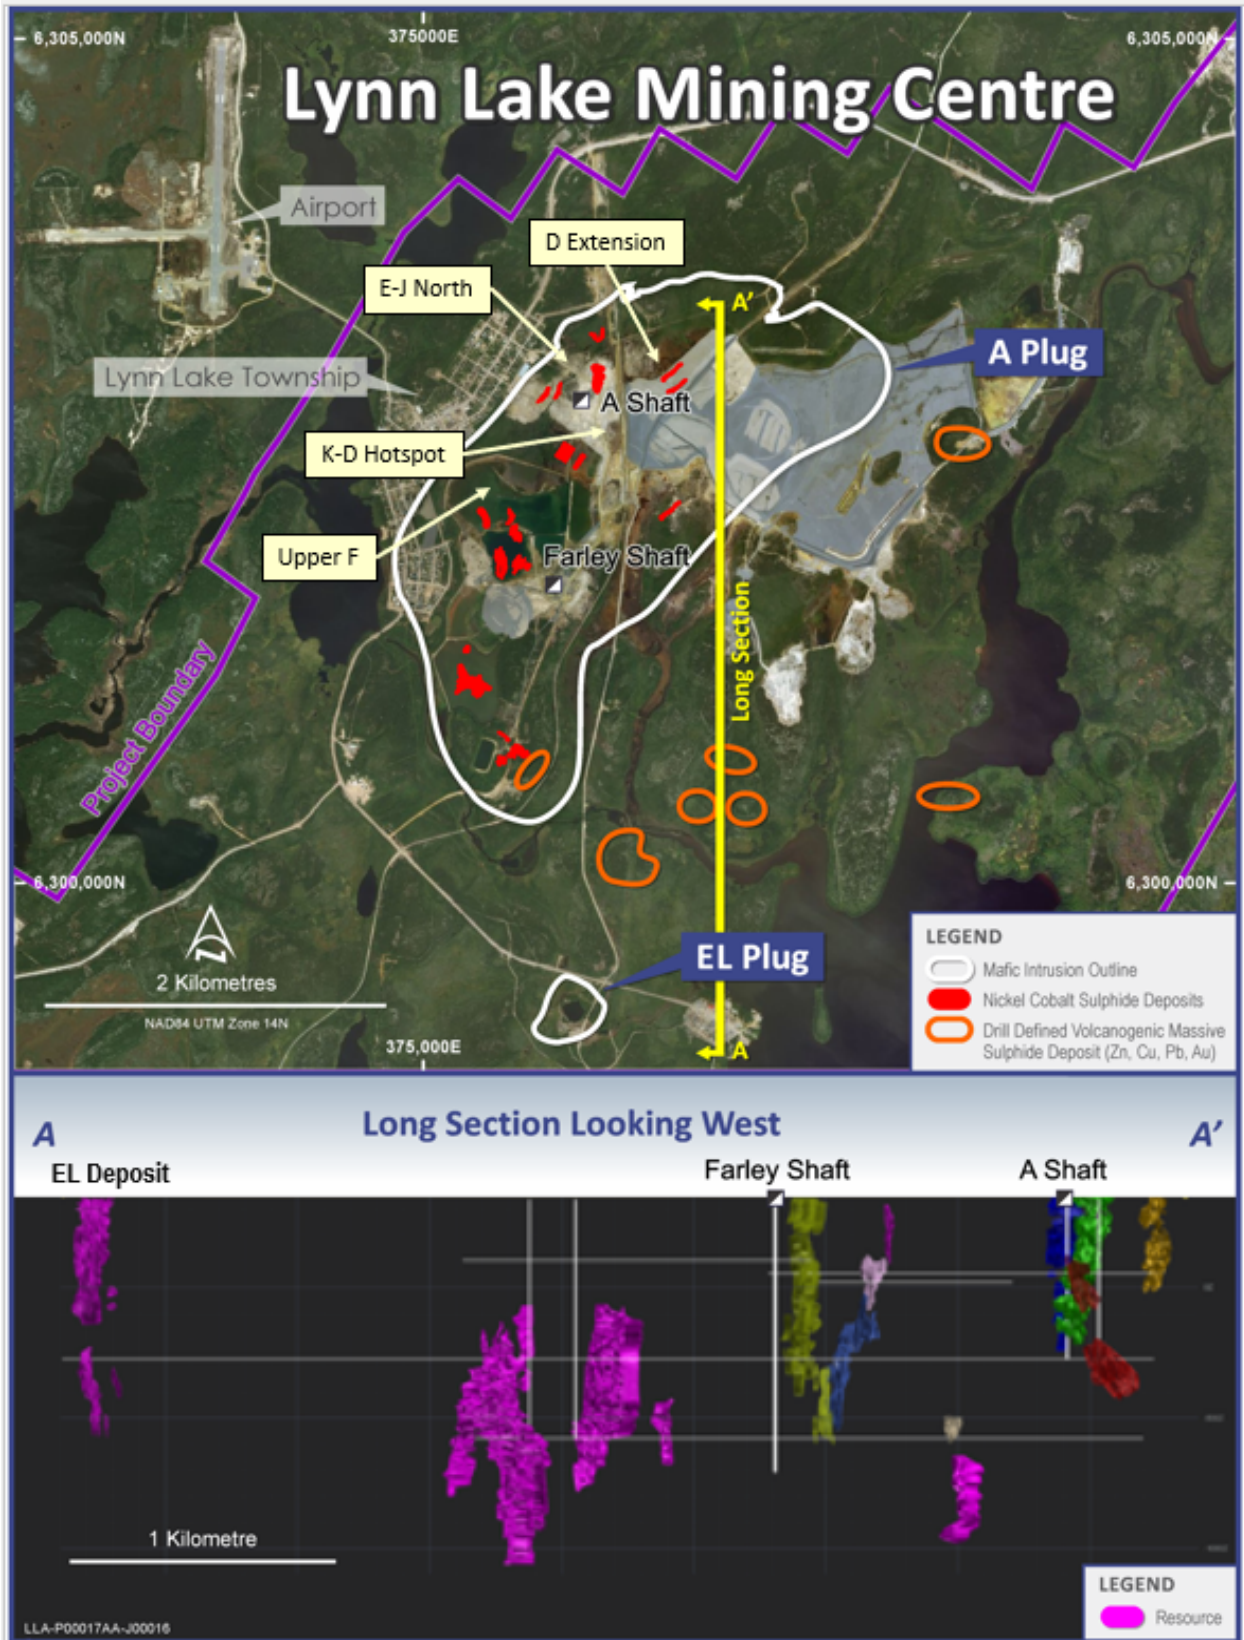 6,305,000N
375000E
6,305,000N
Lynn Lake Mining Centre
Airport
D Extension
E-J North
A'
A Plug
Lynn Lake Township
A Shaft
K-D Hotspot
Upper F
Farley Shaft
Long Section
Project Boundary
6,300,000N
6,300,000N
EL Plug
2 Kilometres
NAD84 UTM Zone 14N
375,000E
A
LEGEND
Mafic Intrusion Outline
Nickel Cobalt Sulphide Deposits
Drill Defined Volcanogenic Massive
Sulphide Deposit (Zn, Cu, Pb, Au)
A
Long Section Looking West
A'
EL Deposit
Farley Shaft
A Shaft
1 Kilometre
LEGEND
Resource
LLA-P00017AA-J00016